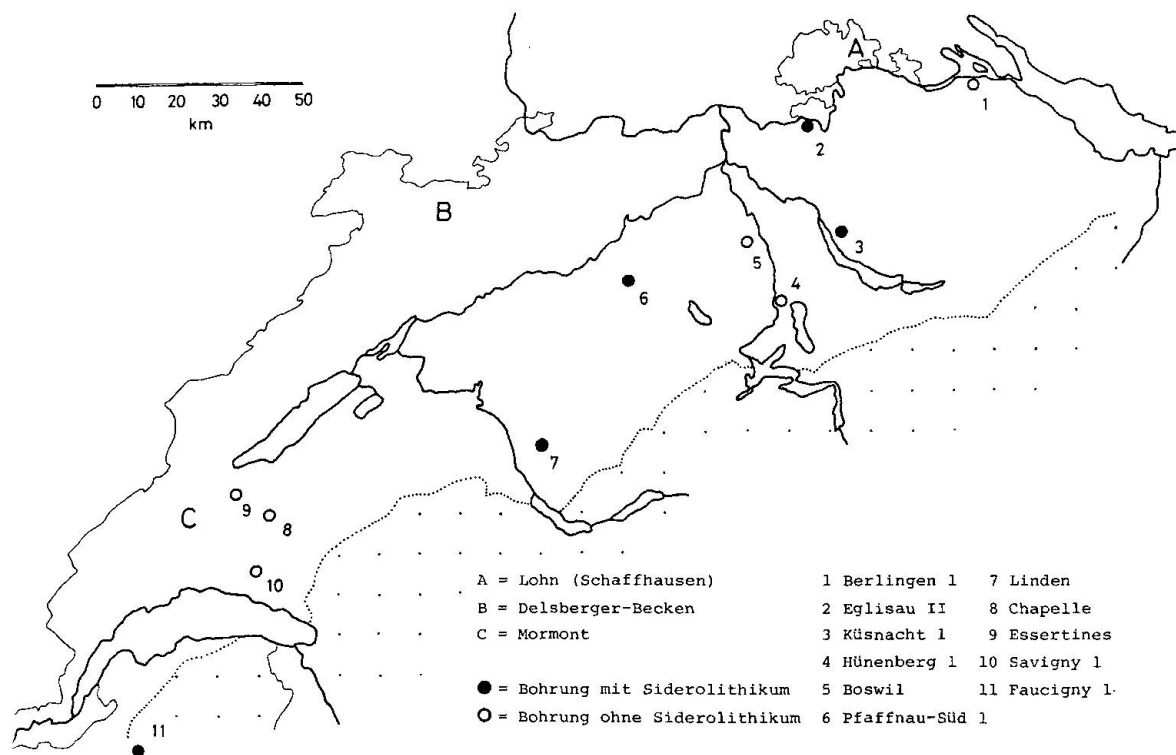 A
0 10 20 30 40 50
km
1
2
B
3
5
4
6
7
9
8
C
10
11
A = Lohn (Schaffhausen)
B = Delsberger-Becken
C = Mormont
● = Bohrung mit Siderolithikum
○ = Bohrung ohne Siderolithikum
1 Berlingen 1
2 Eglisau II
3 Küsnacht 1
4 Hünenberg 1
5 Boswil
6 Pfaffnau-Süd 1
7 Linden
8 Chapelle
9 Essertines
10 Savigny 1
11 Faucigny 1